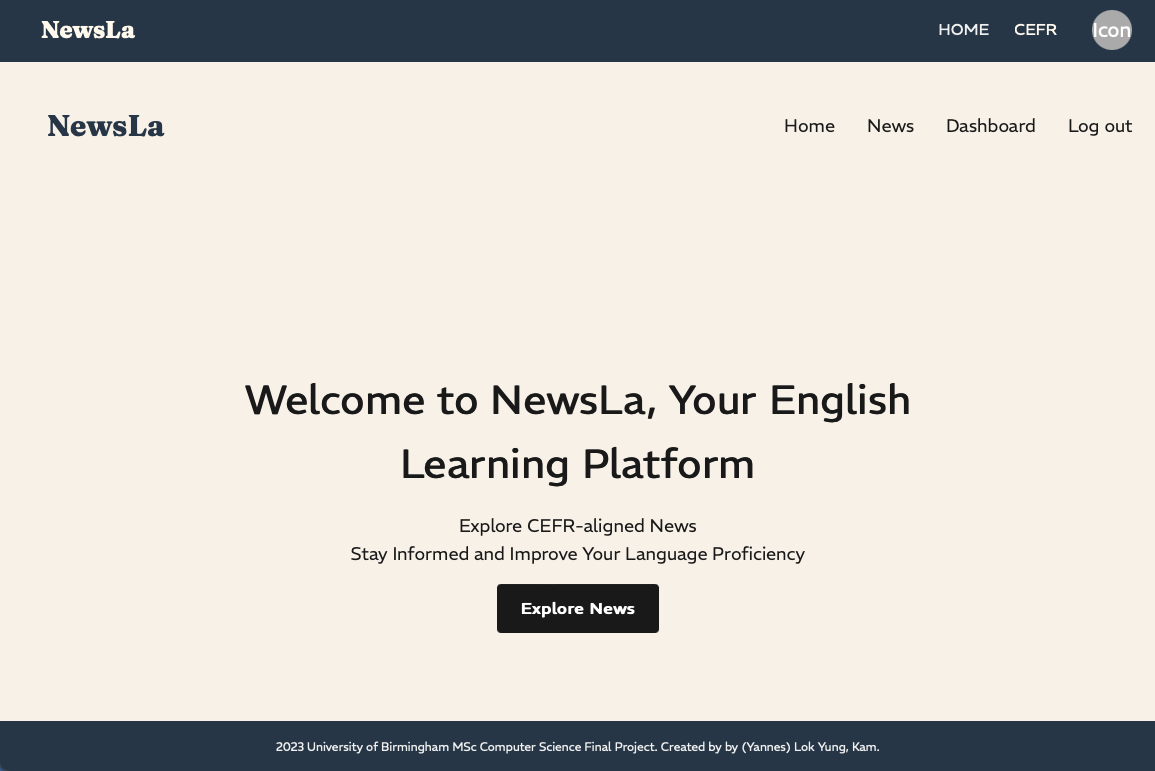 NewsLa
HOME CEFR Icon
NewsLa
Home News Dashboard Log out
Welcome to NewsLa, Your English
Learning Platform
Explore CEFR-aligned News
Stay Informed and Improve Your Language Proficiency
Explore News
2023 University of Birmingham MSc Computer Science Final Project. Created by by (Yannes) Lok Yung, Kam.